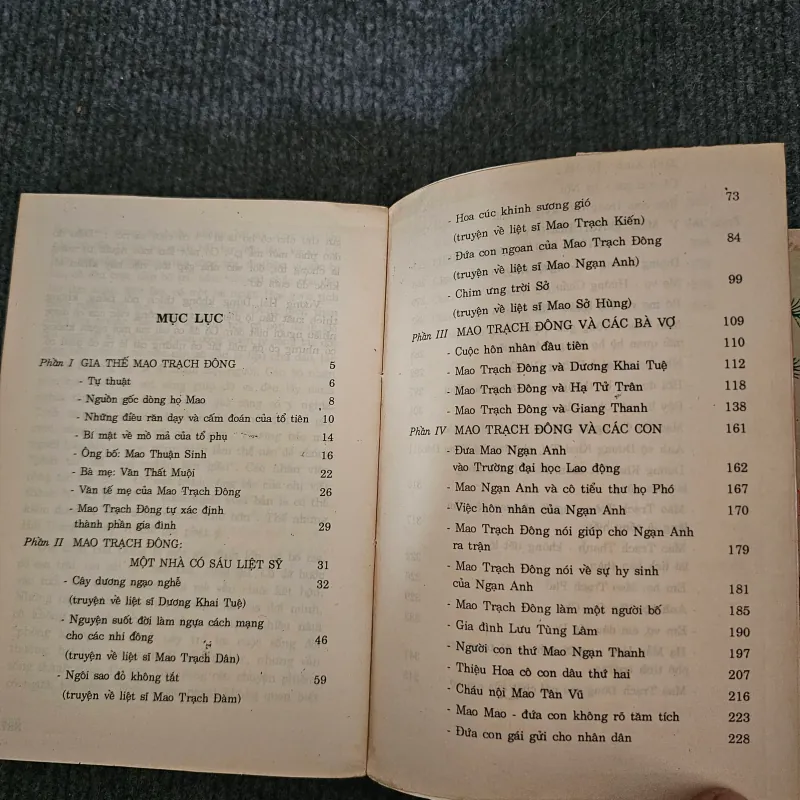 MỤC LỤC
Phần I GIA THẾ MAO TRẠCH ĐÔNG 5
- Tự thuật 6
- Nguồn gốc dòng họ Mao 8
- Những điều răn dạy và cấm đoán của tổ tiên 10
- Bí mật về mồ mả của tổ phụ 14
- Ông bố: Mao Thuận Sinh 16
- Bà mẹ: Văn Thất Muội 22
- Văn tế mẹ của Mao Trạch Đông 26
- Mao Trạch Đông tự xác định
thành phần gia đình 29
Phần II MAO TRẠCH ĐÔNG:
MỘT NHÀ CÓ SÁU LIỆT SỸ 31
- Cây dương ngạo nghễ 32
(truyện về liệt sĩ Dương Khai Tuệ)
- Nguyện suốt đời làm ngựa cách mạng
cho các nhi đồng 46
(truyện về liệt sĩ Mao Trạch Dân)
- Ngôi sao đỏ không tắt 59
(truyện về liệt sĩ Mao Trạch Đàm)
- Hoa cúc khinh sương gió 73
(truyện về liệt sĩ Mao Trạch Kiến)
- Đứa con ngoan của Mao Trạch Đông 84
(truyện về liệt sĩ Mao Ngạn Anh)
- Chim ưng trời Sở 99
(truyện về liệt sĩ Mao Sở Hùng)
Phần III MAO TRẠCH ĐÔNG VÀ CÁC BÀ VỢ 109
- Cuộc hôn nhân đầu tiên 110
- Mao Trạch Đông và Dương Khai Tuệ 112
- Mao Trạch Đông và Hạ Tử Trân 118
- Mao Trạch Đông và Giang Thanh 138
Phần IV MAO TRẠCH ĐÔNG VÀ CÁC CON 161
- Đưa Mao Ngạn Anh
vào Trường đại học Lao động 162
- Mao Ngạn Anh và cô tiểu thư họ Phó 167
- Việc hôn nhân của Ngạn Anh 170
- Mao Trạch Đông nói giúp cho Ngạn Anh
ra trận 179
- Mao Trạch Đông nói về sự hy sinh
của Ngạn Anh 181
- Mao Trạch Đông làm một người bố 185
- Gia đình Lưu Tùng Lâm 190
- Người con thứ Mao Ngạn Thanh 197
- Thiệu Hoa cô con dâu thứ hai 207
- Cháu nội Mao Tân Vũ 216
- Mao Mao - đứa con không rõ tăm tích 223
- Đứa con gái gửi cho nhân dân 228